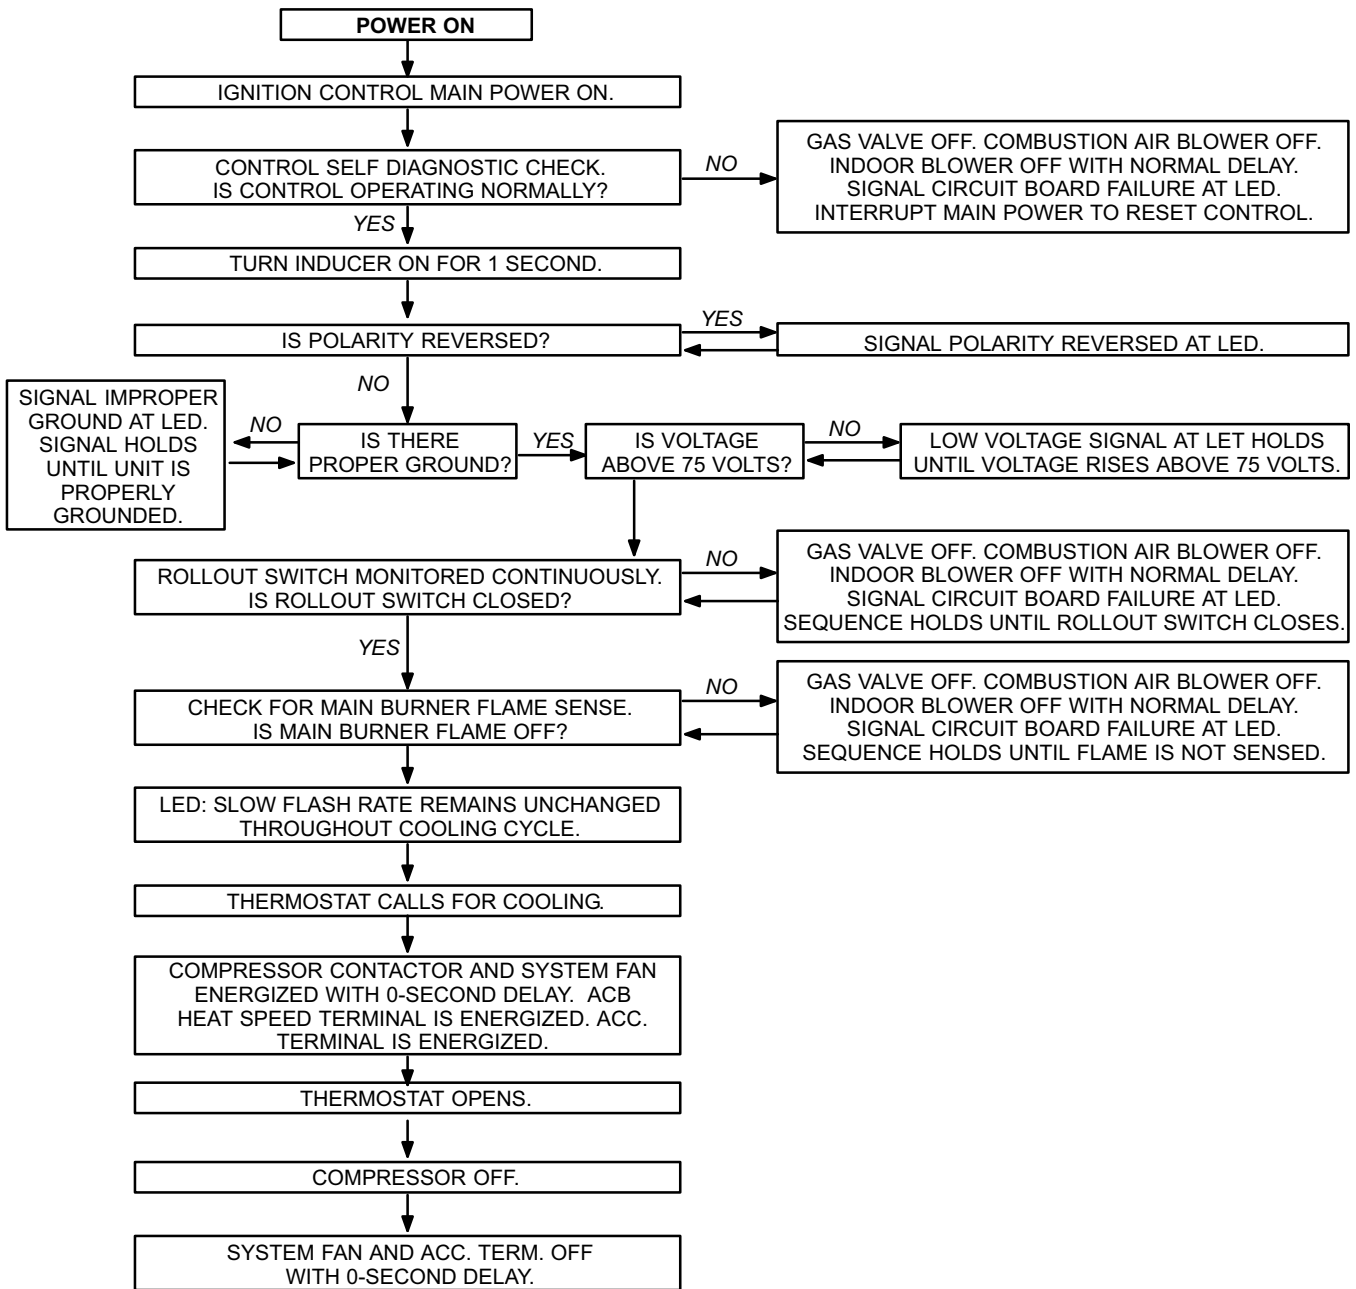 POWER ON
IGNITION CONTROL MAIN POWER ON.
CONTROL SELF DIAGNOSTIC CHECK.
IS CONTROL OPERATING NORMALLY?
NO
GAS VALVE OFF. COMBUSTION AIR BLOWER OFF.
INDOOR BLOWER OFF WITH NORMAL DELAY.
SIGNAL CIRCUIT BOARD FAILURE AT LED.
INTERRUPT MAIN POWER TO RESET CONTROL.
YES
TURN INDUCER ON FOR 1 SECOND.
IS POLARITY REVERSED?
YES
SIGNAL POLARITY REVERSED AT LED.
NO
SIGNAL IMPROPER
GROUND AT LED.
SIGNAL HOLDS
UNTIL UNIT IS
PROPERLY
GROUNDED.
NO
IS THERE
PROPER GROUND?
YES
IS VOLTAGE
ABOVE 75 VOLTS?
NO
LOW VOLTAGE SIGNAL AT LET HOLDS
UNTIL VOLTAGE RISES ABOVE 75 VOLTS.
ROLLOUT SWITCH MONITORED CONTINUOUSLY.
IS ROLLOUT SWITCH CLOSED?
NO
GAS VALVE OFF. COMBUSTION AIR BLOWER OFF.
INDOOR BLOWER OFF WITH NORMAL DELAY.
SIGNAL CIRCUIT BOARD FAILURE AT LED.
SEQUENCE HOLDS UNTIL ROLLOUT SWITCH CLOSES.
YES
CHECK FOR MAIN BURNER FLAME SENSE.
IS MAIN BURNER FLAME OFF?
NO
GAS VALVE OFF. COMBUSTION AIR BLOWER OFF.
INDOOR BLOWER OFF WITH NORMAL DELAY.
SIGNAL CIRCUIT BOARD FAILURE AT LED.
SEQUENCE HOLDS UNTIL FLAME IS NOT SENSED.
LED: SLOW FLASH RATE REMAINS UNCHANGED
THROUGHOUT COOLING CYCLE.
THERMOSTAT CALLS FOR COOLING.
COMPRESSOR CONTACTOR AND SYSTEM FAN
ENERGIZED WITH 0-SECOND DELAY. ACB
HEAT SPEED TERMINAL IS ENERGIZED. ACC.
TERMINAL IS ENERGIZED.
THERMOSTAT OPENS.
COMPRESSOR OFF.
SYSTEM FAN AND ACC. TERM. OFF
WITH 0-SECOND DELAY.